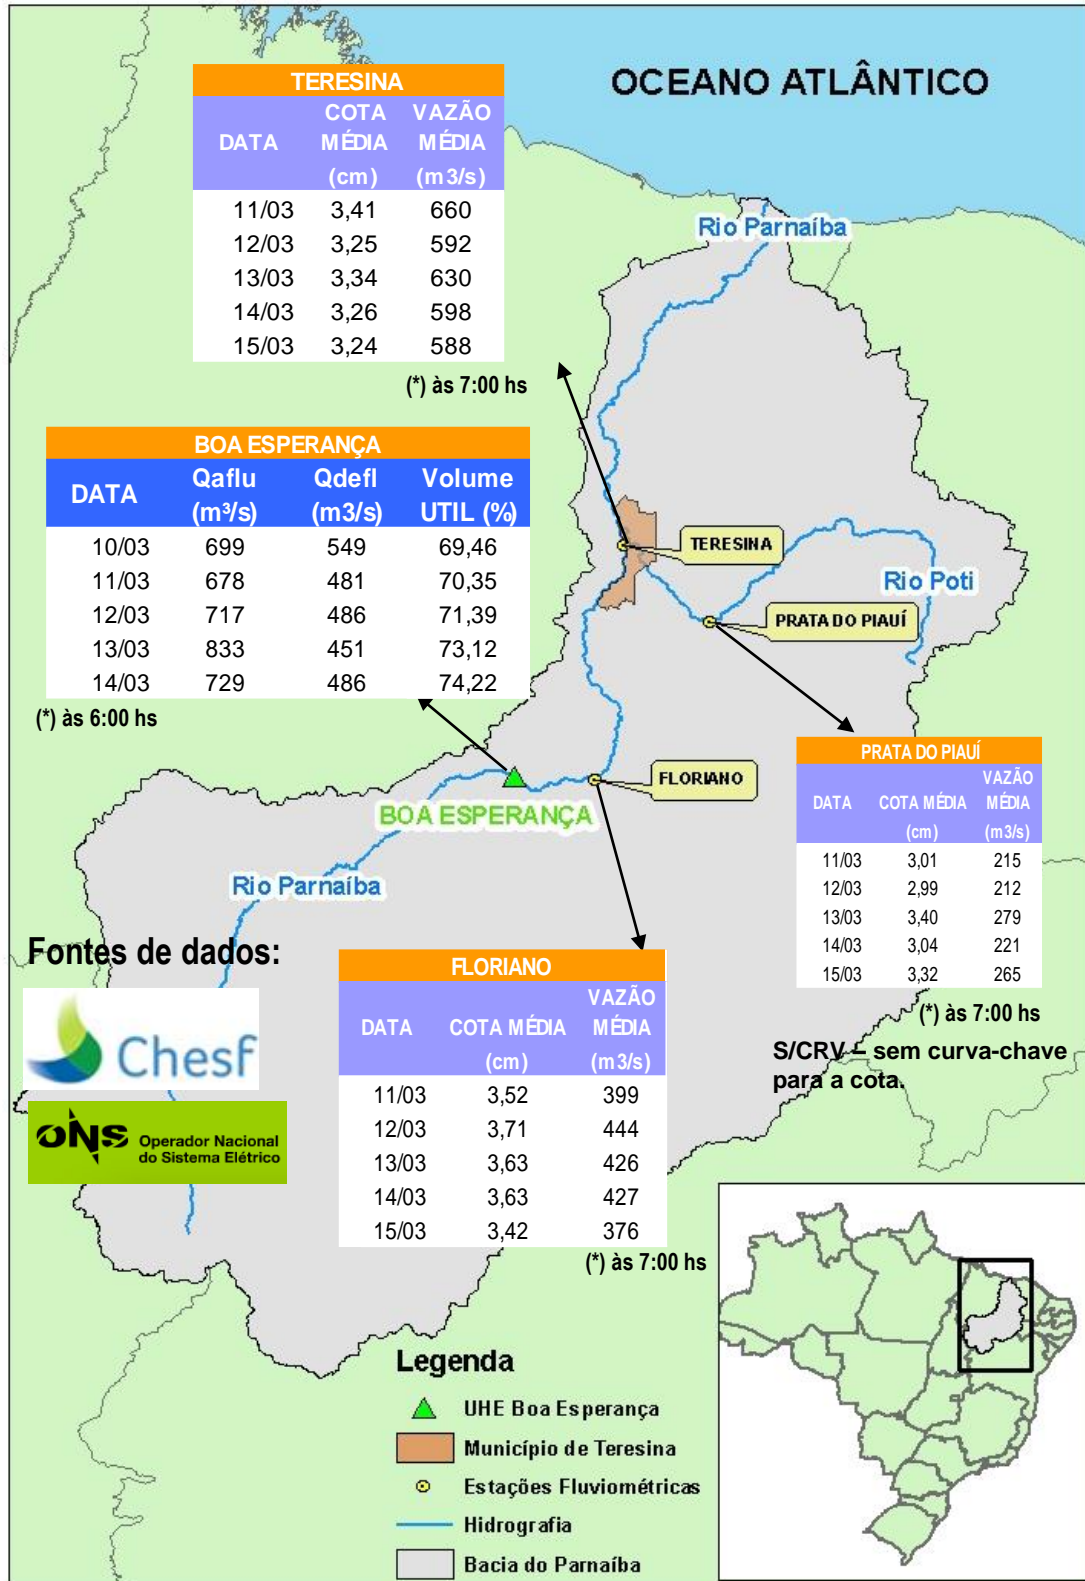 OCEANO ATLÂNTICO
TERESINA
DATA COTA MÉDIA (cm) VAZÃO MÉDIA (m3/s)
11/03 3,41 660
12/03 3,25 592
13/03 3,34 630
14/03 3,26 598
15/03 3,24 588
(*) às 7:00 hs
Rio Parnaíba
BOA ESPERANÇA
DATA Qaflu (m³/s) Qdefl (m3/s) Volume UTIL (%)
10/03 699 549 69,46
11/03 678 481 70,35
12/03 717 486 71,39
13/03 833 451 73,12
14/03 729 486 74,22
(*) às 6:00 hs
TERESINA
Rio Poti
PRATA DO PIAUÍ
FLORIANO
BOA ESPERANÇA
Rio Parnaíba
PRATA DO PIAUÍ
DATA COTA MÉDIA (cm) VAZÃO MÉDIA (m3/s)
11/03 3,01 215
12/03 2,99 212
13/03 3,40 279
14/03 3,04 221
15/03 3,32 265
(*) às 7:00 hs
S/CRV – sem curva-chave
para a cota.
Fontes de dados:
Chesf
ONS Operador Nacional
do Sistema Elétrico
FLORIANO
DATA COTA MÉDIA (cm) VAZÃO MÉDIA (m3/s)
11/03 3,52 399
12/03 3,71 444
13/03 3,63 426
14/03 3,63 427
15/03 3,42 376
(*) às 7:00 hs
Legenda
UHE Boa Esperança
Município de Teresina
Estações Fluviométricas
Hidrografia
Bacia do Parnaíba